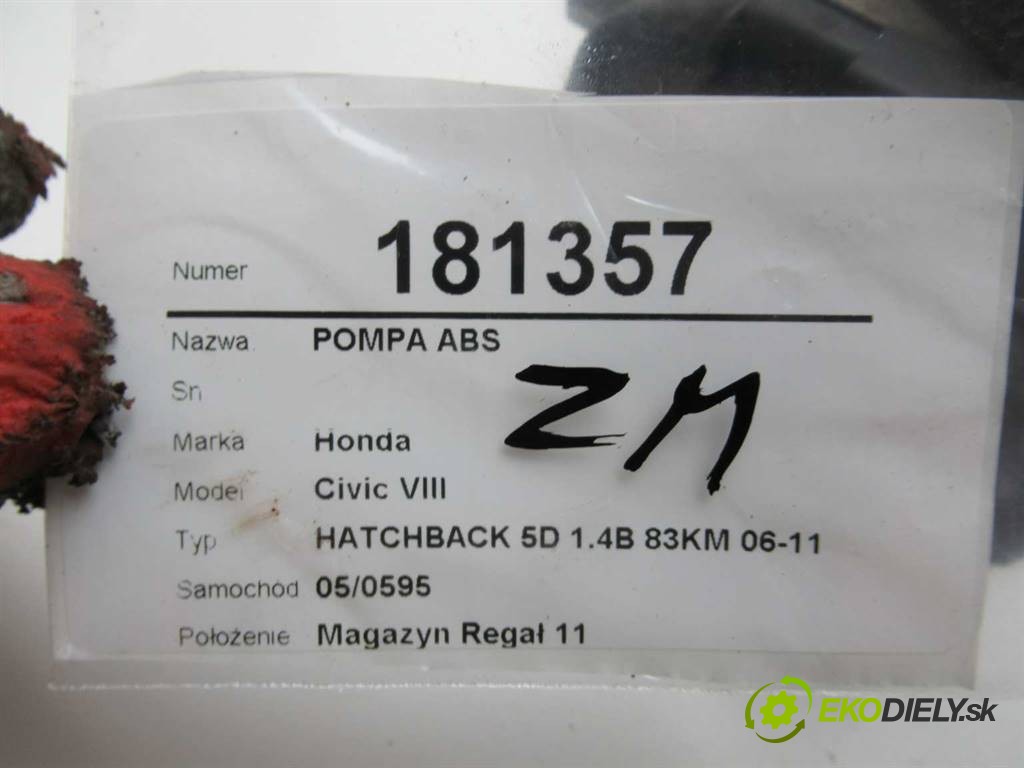 Numer 181357
Nazwa POMPA ABS
Sn
ZM
Marka Honda
Model Civic VIII
Typ HATCHBACK 5D 1.4B 83KM 06-11
Samochód 05/0595
Położenie Magazyn Regał 11
EKODIELY.sk